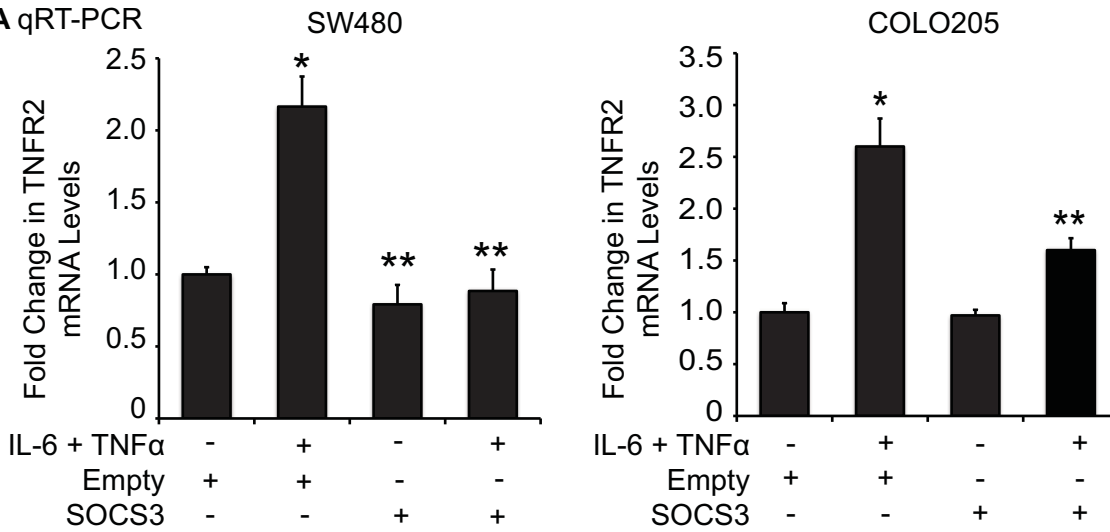 A qRT-PCR
SW480
Fold Change in TNFR2
mRNA Levels
2.5
2.0
1.5
1.0
0.5
0
*
**
**
IL-6 + TNFα - + - +
Empty + + - -
SOCS3 - - + +
COLO205
Fold Change in TNFR2
mRNA Levels
3.5
3.0
2.5
2.0
1.5
1.0
0.5
0
*
**
IL-6 + TNFα - + - +
Empty + + - -
SOCS3 - - + +